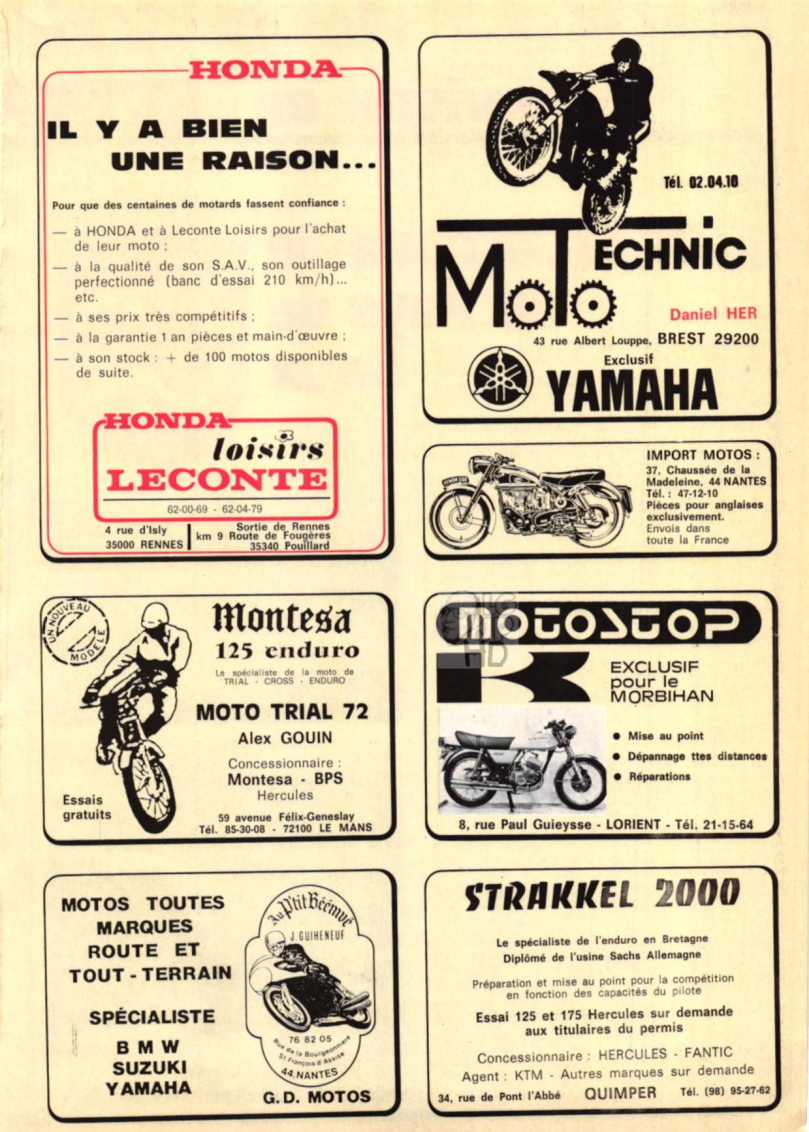 HONDA
IL Y A BIEN
UNE RAISON...
Pour que des centaines de motards fassent confiance :
— à HONDA et à Leconte Loisirs pour l'achat
de leur moto ;
— à la qualité de son S.A.V., son outillage
perfectionné (banc d'essai 210 km/h)...
etc.
— à ses prix très compétitifs ;
— à la garantie 1 an pièces et main-d'œuvre ;
— à son stock : + de 100 motos disponibles
de suite.
HONDA
loisirs
LECONTE
62-00-69 - 62-04-79
4 rue d'Isly
35000 RENNES
Sortie de Rennes
km 9 Route de Fougères
35340 Fouillard
Tél. 02.04.10
MOTO TECHNIC
Daniel HER
43 rue Albert Louppe, BREST 29200
Exclusif
YAMAHA
IMPORT MOTOS :
37, Chaussée de la
Madeleine, 44 NANTES
Tél. : 47-12-10
Pièces pour anglaises
exclusivement.
Envois dans
toute la France
UN NOUVEAU
MODELE
Montesa
125 enduro
Le spécialiste de la moto de
TRIAL - CROSS - ENDURO
MOTO TRIAL 72
Alex GOUIN
Concessionnaire :
Montesa - BPS
Hercules
Essais
gratuits
59 avenue Félix-Geneslay
Tél. 85-30-08 - 72100 LE MANS
MOTOSTOP
EXCLUSIF
pour le
MORBIHAN
● Mise au point
● Dépannage ttes distances
● Réparations
8, rue Paul Guieysse - LORIENT - Tél. 21-15-64
MOTOS TOUTES
MARQUES
ROUTE ET
TOUT - TERRAIN
SPÉCIALISTE
BMW
SUZUKI
YAMAHA
Au P'tit Bécmué
J. GUIHENEUF
76 82 05
Rue de la Bourgeonnière
St François d'Assise
44. NANTES
G.D. MOTOS
STRAKKEL 2000
Le spécialiste de l'enduro en Bretagne
Diplômé de l'usine Sachs Allemagne
Préparation et mise au point pour la compétition
en fonction des capacités du pilote
Essai 125 et 175 Hercules sur demande
aux titulaires du permis
Concessionnaire : HERCULES - FANTIC
Agent : KTM - Autres marques sur demande
34, rue de Pont l'Abbé QUIMPER Tél. (98) 95-27-62